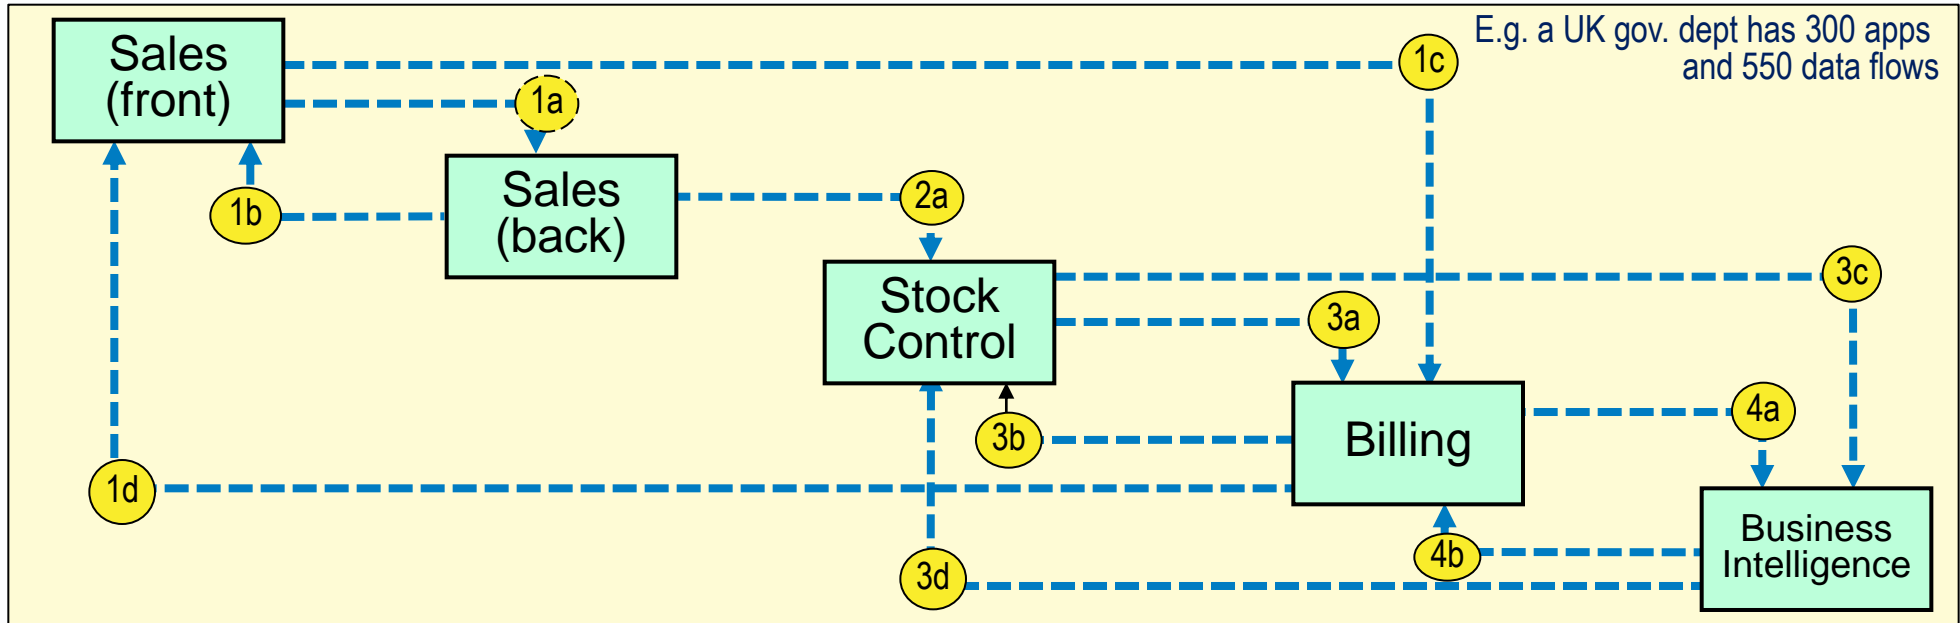 Sales
(front)
1c
E.g. a UK gov. dept has 300 apps
and 550 data flows
1a
1b
Sales
(back)
2a
Stock
Control
3c
3a
3b
Billing
4a
1d
4b
3d
Business
Intelligence